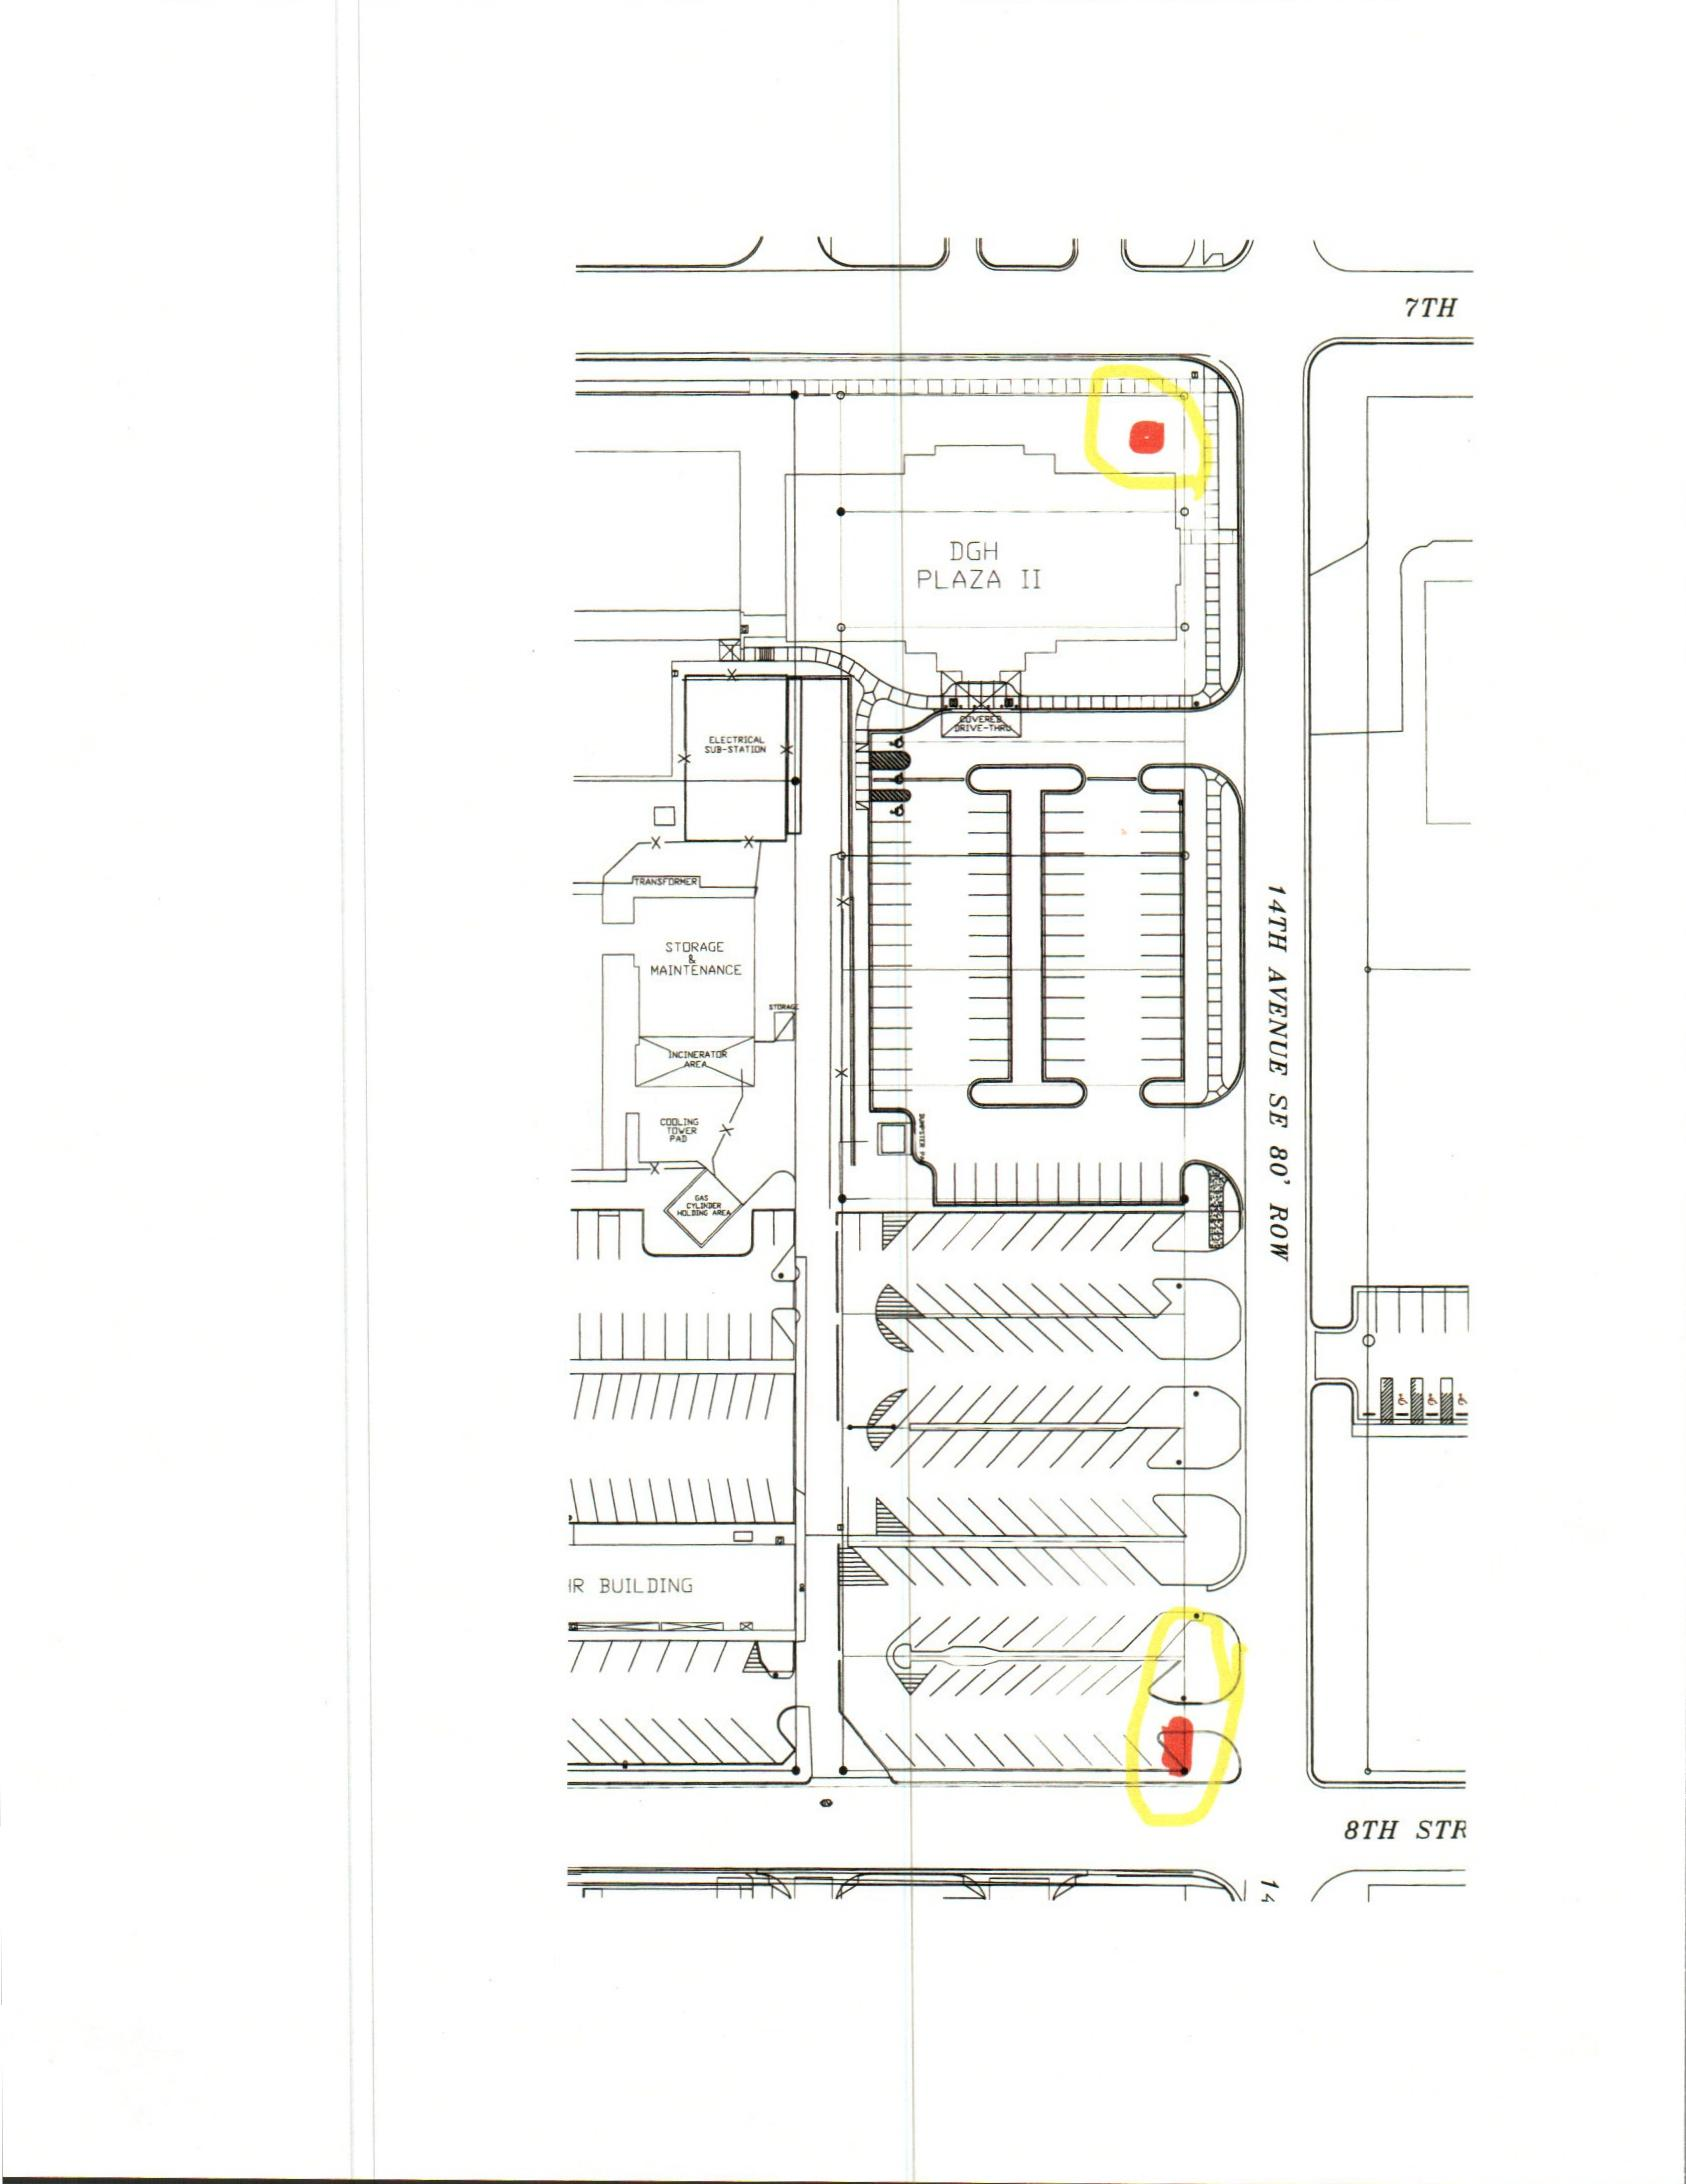 7TH
DGH
PLAZA II
COVERED
DRIVE-THRU
ELECTRICAL
SUB-STATION
TRANSFORMER
STORAGE
&
MAINTENANCE
STORAGE
INCINERATOR
AREA
COOLING
TOWER
PAD
GAS
CYLINDER
HOLDING AREA
14TH AVENUE SE 80' ROW
HR BUILDING
8TH STR